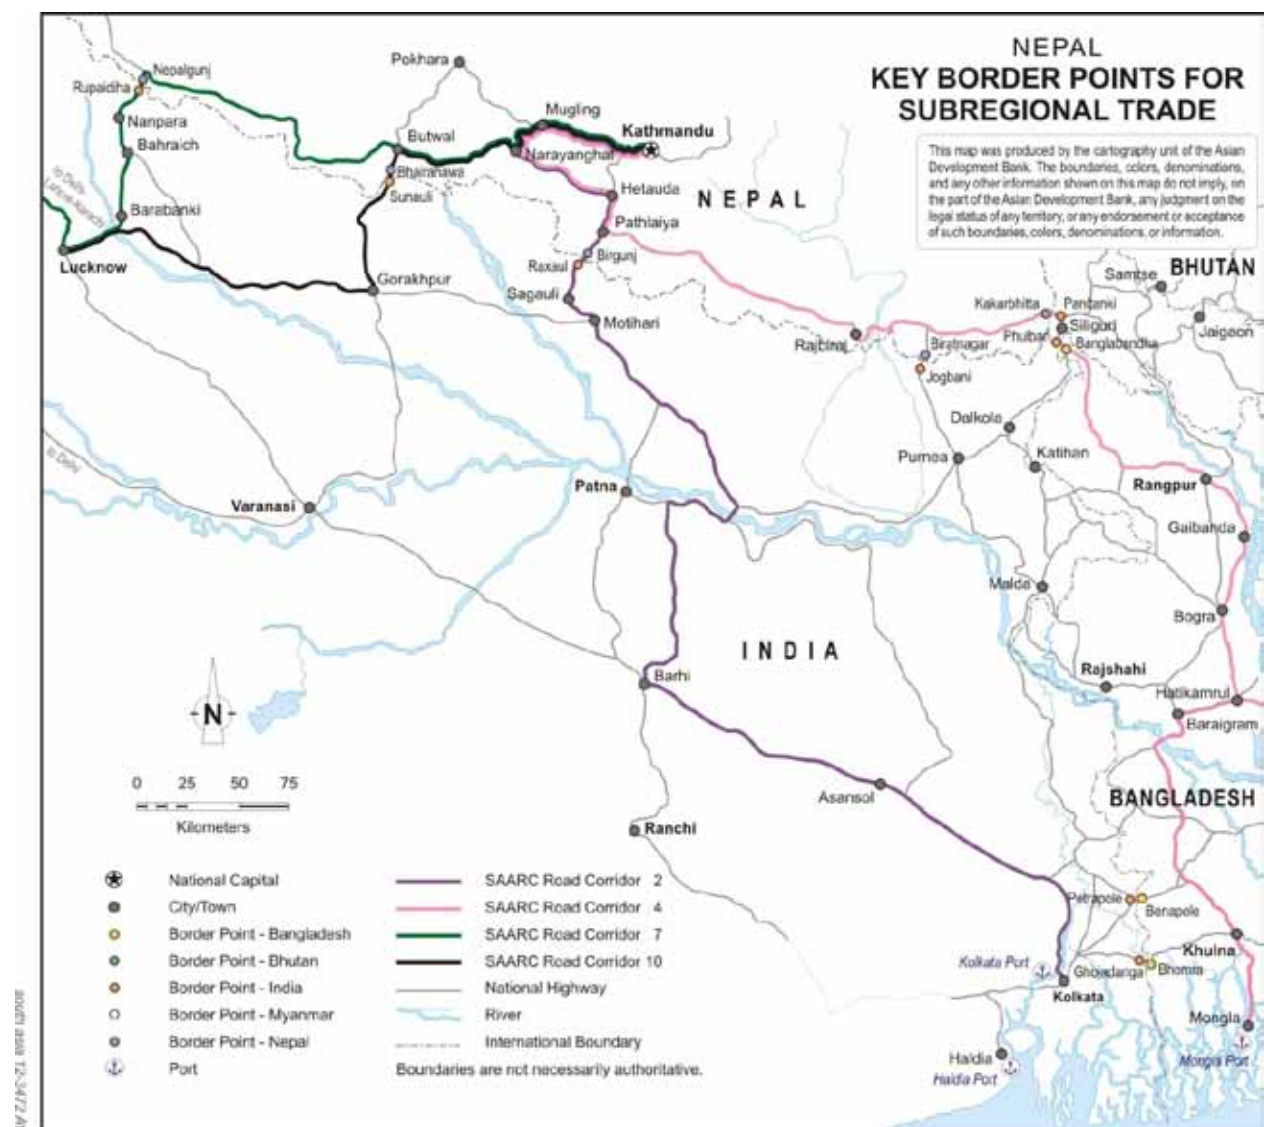 NEPAL
KEY BORDER POINTS FOR
SUBREGIONAL TRADE
This map was produced by the cartography unit of the Asian
Development Bank. The boundaries, colors, denominations,
and any other information shown on this map do not imply, on
the part of the Asian Development Bank, any judgment on the
legal status of any territory, or any endorsement or acceptance
of such boundaries, colors, denominations, or information.
Pokhara
Nepalgunj
Rupaidiha
Nanpara
Bahraich
Mugling
Kathmandu
Butwal
Narayanghat
Bhairahawa
Sunauli
Hetauda
NEPAL
to Delhi
Lahore-Karachi
Barabanki
Pathlaiya
Lucknow
Birgunj
Raxaul
BHUTAN
Samtse
Gorakhpur
Sagauli
Motihari
Kakarbhitta
Panitanki
Siliguri
Jaigaon
Rajbiraj
Biratnagar
Phulbari
Banglabandha
Jogbani
Dalkola
to Delhi
Purnea
Katihan
Varanasi
Patna
Rangpur
Gaibanda
Malda
Bogra
INDIA
Barhi
Rajshahi
Hatikamrul
Baraigram
N
0 25 50 75
Kilometers
Asansol
BANGLADESH
Ranchi
National Capital
City/Town
Border Point - Bangladesh
Border Point - Bhutan
Border Point - India
Border Point - Myanmar
Border Point - Nepal
Port
SAARC Road Corridor 2
SAARC Road Corridor 4
SAARC Road Corridor 7
SAARC Road Corridor 10
National Highway
River
International Boundary
Boundaries are not necessarily authoritative.
Petrapole
Benapole
Khulna
Kolkata Port
Ghojadanga
Bhomra
Kolkata
Mongla
Haldia
Haldia Port
Mongla Port